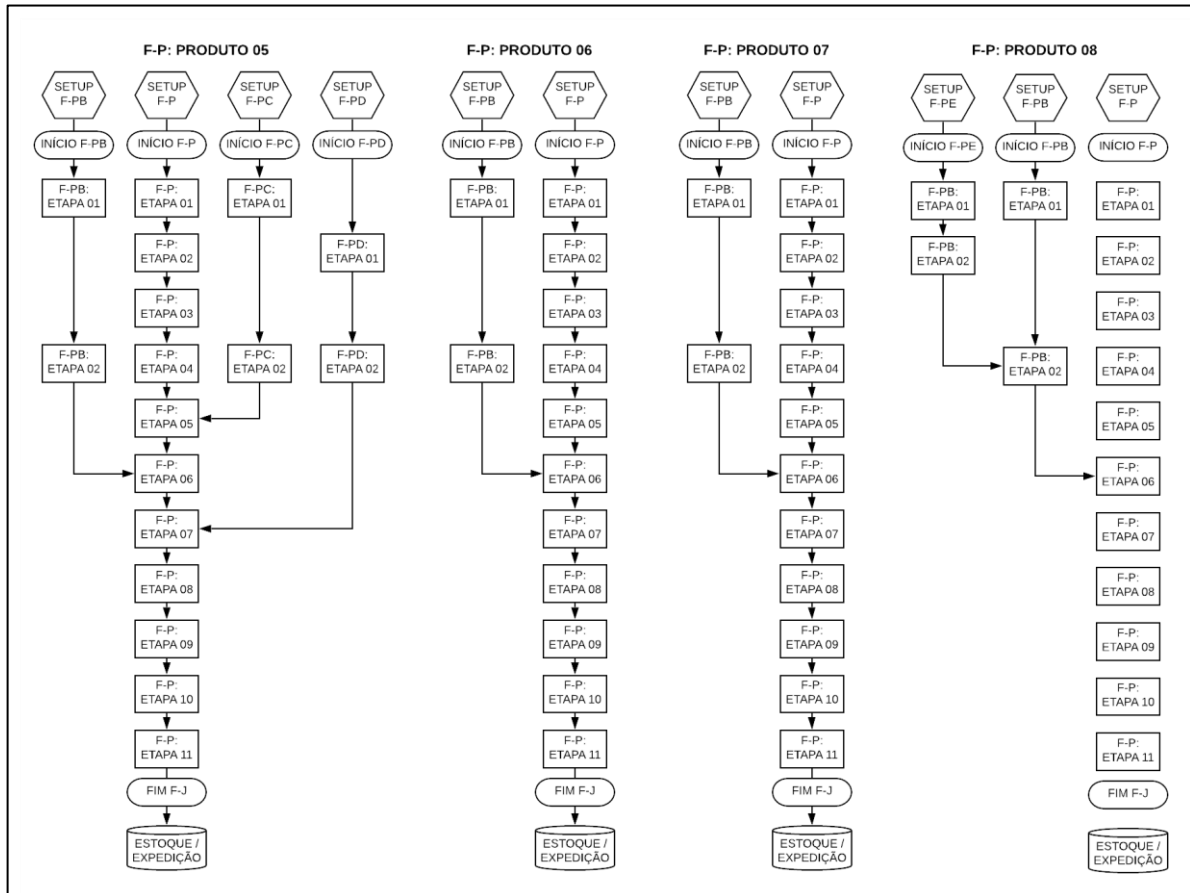 F-P: PRODUTO 05
SETUP
F-PB
SETUP
F-P
SETUP
F-PC
SETUP
F-PD
INÍCIO F-PB
INÍCIO F-P
INÍCIO F-PC
INÍCIO F-PD
F-PB:
ETAPA 01
F-PB:
ETAPA 02
F-P:
ETAPA 01
F-P:
ETAPA 02
F-P:
ETAPA 03
F-P:
ETAPA 04
F-P:
ETAPA 05
F-P:
ETAPA 06
F-P:
ETAPA 07
F-P:
ETAPA 08
F-P:
ETAPA 09
F-P:
ETAPA 10
F-P:
ETAPA 11
FIM F-J
ESTOQUE /
EXPEDIÇÃO
F-PC:
ETAPA 01
F-PC:
ETAPA 02
F-PD:
ETAPA 01
F-PD:
ETAPA 02
F-P: PRODUTO 06
SETUP
F-PB
SETUP
F-P
INÍCIO F-PB
INÍCIO F-P
F-PB:
ETAPA 01
F-PB:
ETAPA 02
F-P:
ETAPA 01
F-P:
ETAPA 02
F-P:
ETAPA 03
F-P:
ETAPA 04
F-P:
ETAPA 05
F-P:
ETAPA 06
F-P:
ETAPA 07
F-P:
ETAPA 08
F-P:
ETAPA 09
F-P:
ETAPA 10
F-P:
ETAPA 11
FIM F-J
ESTOQUE /
EXPEDIÇÃO
F-P: PRODUTO 07
SETUP
F-PB
SETUP
F-P
INÍCIO F-PB
INÍCIO F-P
F-PB:
ETAPA 01
F-PB:
ETAPA 02
F-P:
ETAPA 01
F-P:
ETAPA 02
F-P:
ETAPA 03
F-P:
ETAPA 04
F-P:
ETAPA 05
F-P:
ETAPA 06
F-P:
ETAPA 07
F-P:
ETAPA 08
F-P:
ETAPA 09
F-P:
ETAPA 10
F-P:
ETAPA 11
FIM F-J
ESTOQUE /
EXPEDIÇÃO
F-P: PRODUTO 08
SETUP
F-PE
SETUP
F-PB
SETUP
F-P
INÍCIO F-PE
INÍCIO F-PB
INÍCIO F-P
F-PB:
ETAPA 01
F-PB:
ETAPA 02
F-PB:
ETAPA 01
F-PB:
ETAPA 02
F-P:
ETAPA 01
F-P:
ETAPA 02
F-P:
ETAPA 03
F-P:
ETAPA 04
F-P:
ETAPA 05
F-P:
ETAPA 06
F-P:
ETAPA 07
F-P:
ETAPA 08
F-P:
ETAPA 09
F-P:
ETAPA 10
F-P:
ETAPA 11
FIM F-J
ESTOQUE /
EXPEDIÇÃO